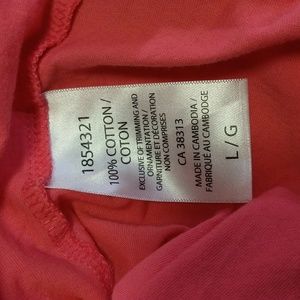 1854321
100% COTTON /
OTON
EXCLUSIVE OF TRIMMING AND
ORNAMENTATION /
GARNITURE ET DÉCORATION
NON COMPRISES
CA 38313
MADE IN CAMBODIA /
FABRIQUÉ AU CAMBODGE
L / G